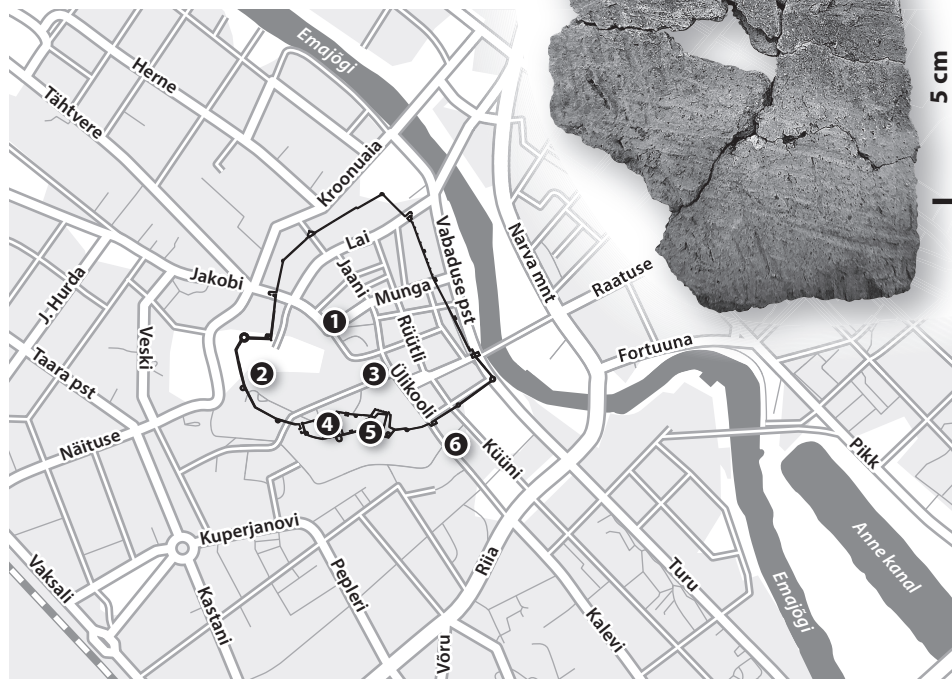 Emajõgi
5 cm
Herne
Tähtvere
Kroonuaia
Lai
Vabaduse pst
Narva mnt
Jaani
Jakobi
Munga
Raatuse
J. Hurda
1
Rüütli
Veski
Fortuuna
Taara pst
2
3
Ülikooli
4
5
6
Näituse
Küüni
Pikk
Kuperjanovi
Anne kanal
Riia
Turu
Vaksali
Pepleri
Kastani
Emajõgi
Kalevi
Võru